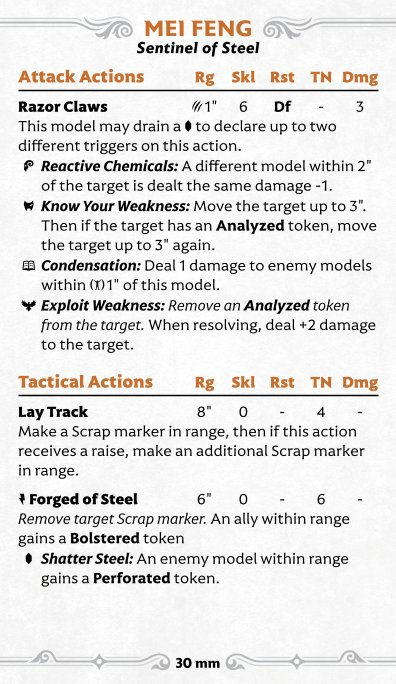 MEI FENG
Sentinel of Steel
Attack Actions Rg Skl Rst TN Dmg
Razor Claws 1" 6 Df - 3
This model may drain a to declare up to two
different triggers on this action.
Reactive Chemicals: A different model within 2"
of the target is dealt the same damage -1.
Know Your Weakness: Move the target up to 3".
Then if the target has an Analyzed token, move
the target up to 3" again.
Condensation: Deal 1 damage to enemy models
within 1" of this model.
Exploit Weakness: Remove an Analyzed token
from the target. When resolving, deal +2 damage
to the target.
Tactical Actions Rg Skl Rst TN Dmg
Lay Track 8" 0 - 4 -
Make a Scrap marker in range, then if this action
receives a raise, make an additional Scrap marker
in range.
Forged of Steel 6" 0 - 6 -
Remove target Scrap marker. An ally within range
gains a Bolstered token
Shatter Steel: An enemy model within range
gains a Perforated token.
30 mm